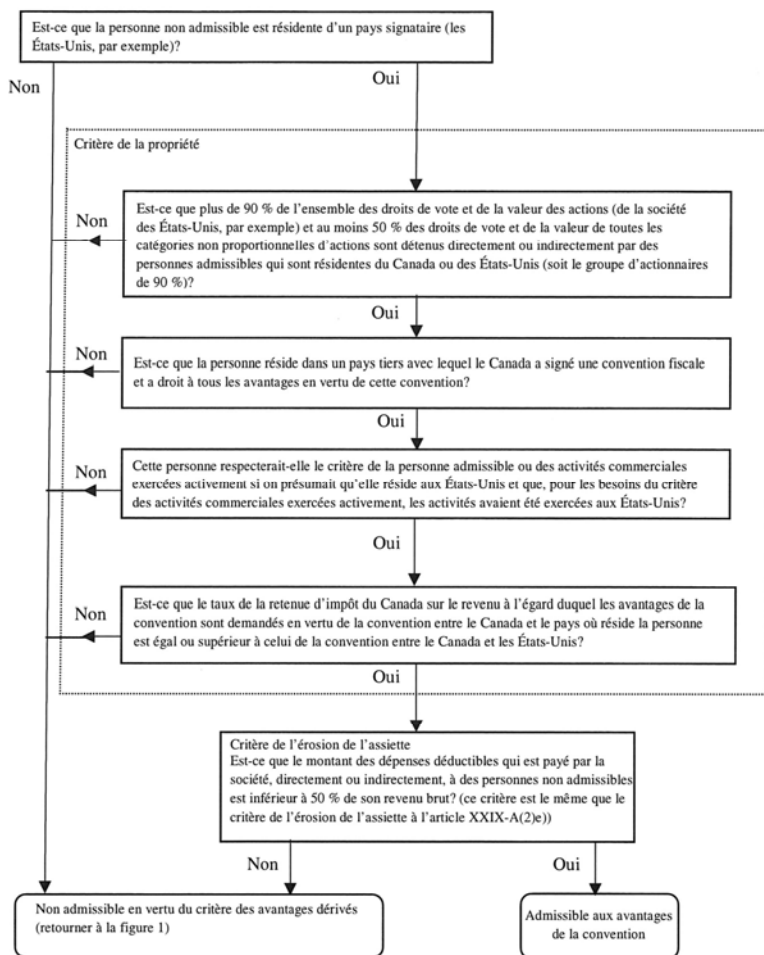 Est-ce que la personne non admissible est résidente d'un pays signataire (les
États-Unis, par exemple)?
Non
Oui
Critère de la propriété
Non
Est-ce que plus de 90 % de l'ensemble des droits de vote et de la valeur des actions (de la société
des États-Unis, par exemple) et au moins 50 % des droits de vote et de la valeur de toutes les
catégories non proportionnelles d'actions sont détenus directement ou indirectement par des
personnes admissibles qui sont résidentes du Canada ou des États-Unis (soit le groupe d'actionnaires
de 90 %)?
Oui
Non
Est-ce que la personne réside dans un pays tiers avec lequel le Canada a signé une convention fiscale
et a droit à tous les avantages en vertu de cette convention?
Oui
Non
Cette personne respecterait-elle le critère de la personne admissible ou des activités commerciales
exercées activement si on présumait qu'elle réside aux États-Unis et que, pour les besoins du critère
des activités commerciales exercées activement, les activités avaient été exercées aux États-Unis?
Oui
Non
Est-ce que le taux de la retenue d'impôt du Canada sur le revenu à l'égard duquel les avantages de la
convention sont demandés en vertu de la convention entre le Canada et le pays où réside la personne
est égal ou supérieur à celui de la convention entre le Canada et les États-Unis?
Oui
Critère de l'érosion de l'assiette
Est-ce que le montant des dépenses déductibles qui est payé par la
société, directement ou indirectement, à des personnes non admissibles
est inférieur à 50 % de son revenu brut? (ce critère est le même que le
critère de l'érosion de l'assiette à l'article XXIX-A(2)e))
Non
Oui
Non admissible en vertu du critère des avantages dérivés
(retourner à la figure 1)
Admissible aux avantages
de la convention